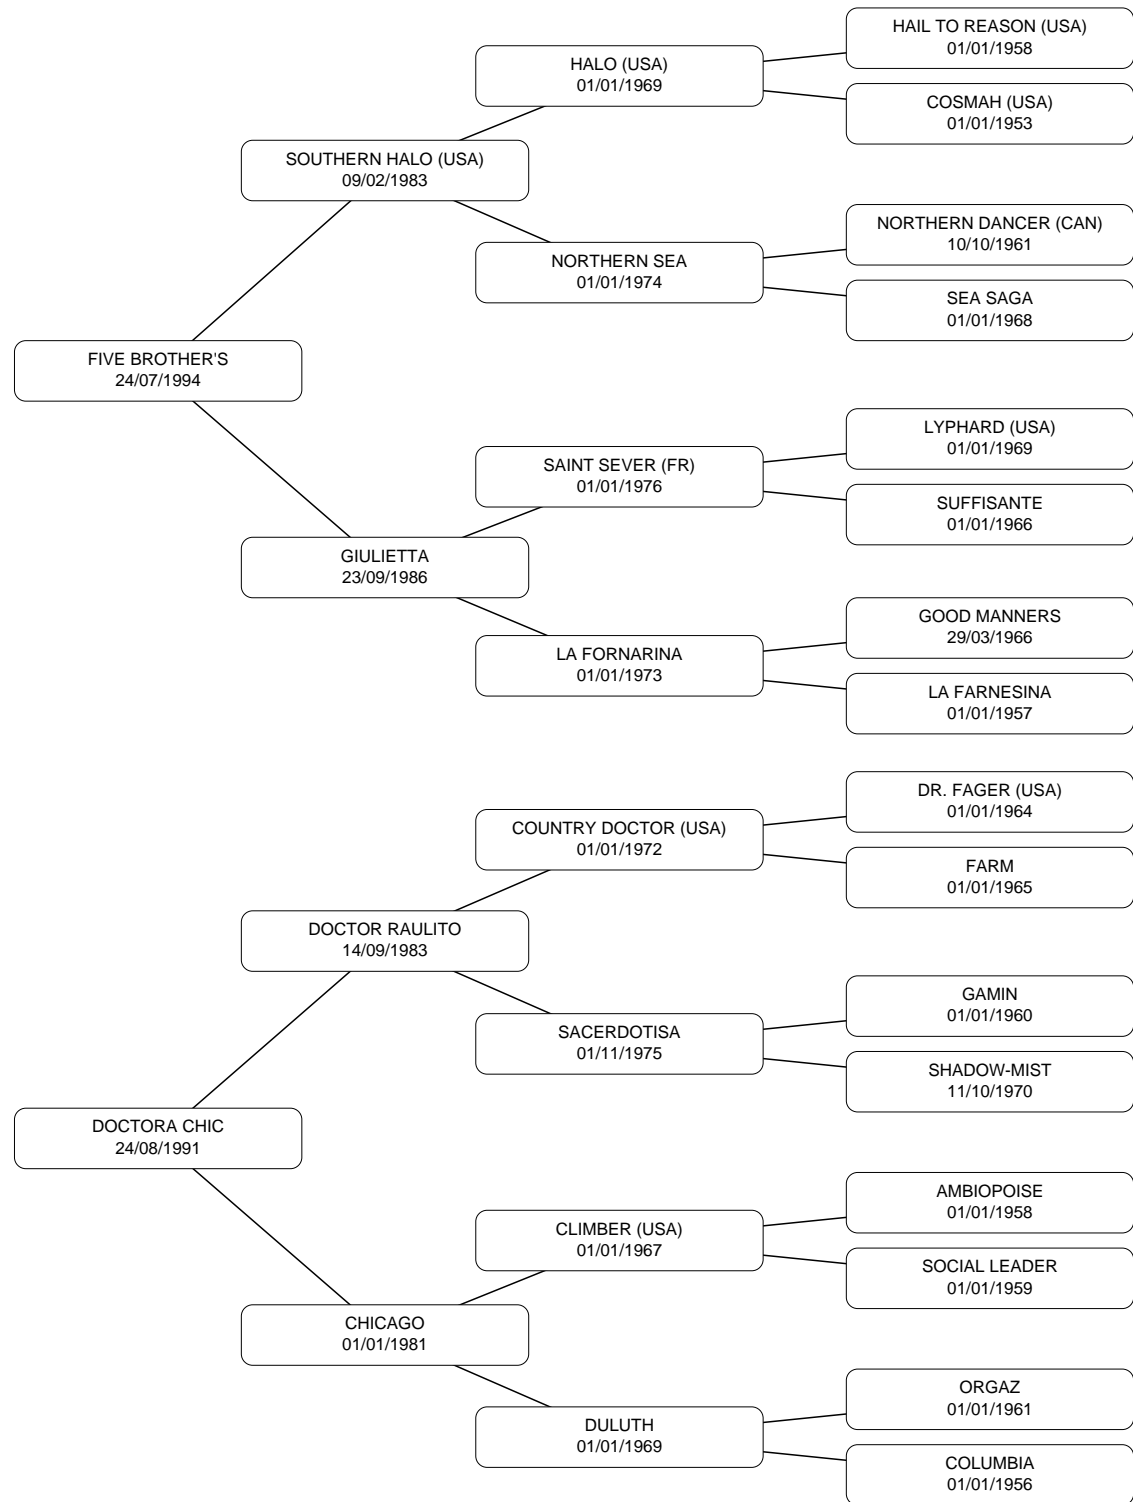 HAIL TO REASON (USA)
01/01/1958
HALO (USA)
01/01/1969
COSMAH (USA)
01/01/1953
SOUTHERN HALO (USA)
09/02/1983
NORTHERN DANCER (CAN)
10/10/1961
NORTHERN SEA
01/01/1974
SEA SAGA
01/01/1968
FIVE BROTHER'S
24/07/1994
LYPHARD (USA)
01/01/1969
SAINT SEVER (FR)
01/01/1976
SUFFISANTE
01/01/1966
GIULIETTA
23/09/1986
GOOD MANNERS
29/03/1966
LA FORNARINA
01/01/1973
LA FARNESINA
01/01/1957
DR. FAGER (USA)
01/01/1964
COUNTRY DOCTOR (USA)
01/01/1972
FARM
01/01/1965
DOCTOR RAULITO
14/09/1983
GAMIN
01/01/1960
SACERDOTISA
01/11/1975
SHADOW-MIST
11/10/1970
DOCTORA CHIC
24/08/1991
AMBIOPOISE
01/01/1958
CLIMBER (USA)
01/01/1967
SOCIAL LEADER
01/01/1959
CHICAGO
01/01/1981
ORGAZ
01/01/1961
DULUTH
01/01/1969
COLUMBIA
01/01/1956